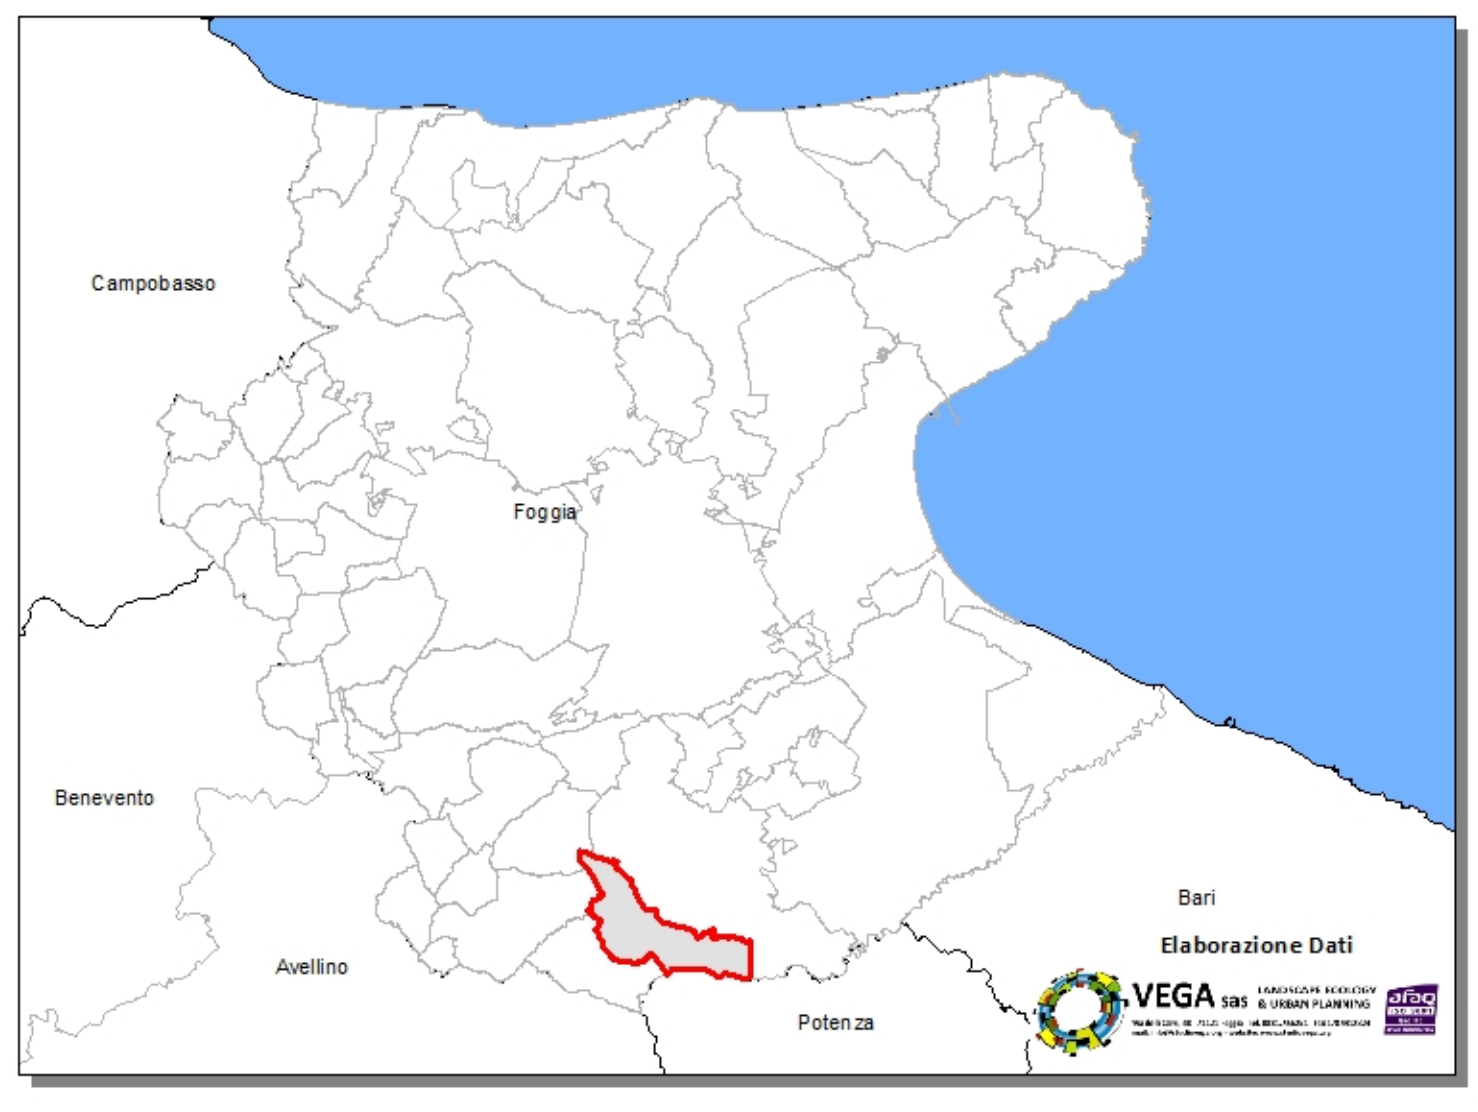 Campobasso
Foggia
Benevento
Bari
Elaborazione Dati
Avellino
VEGA sas
LANDSCAPE ECOLOGY
& URBAN PLANNING
afaq
Potenza